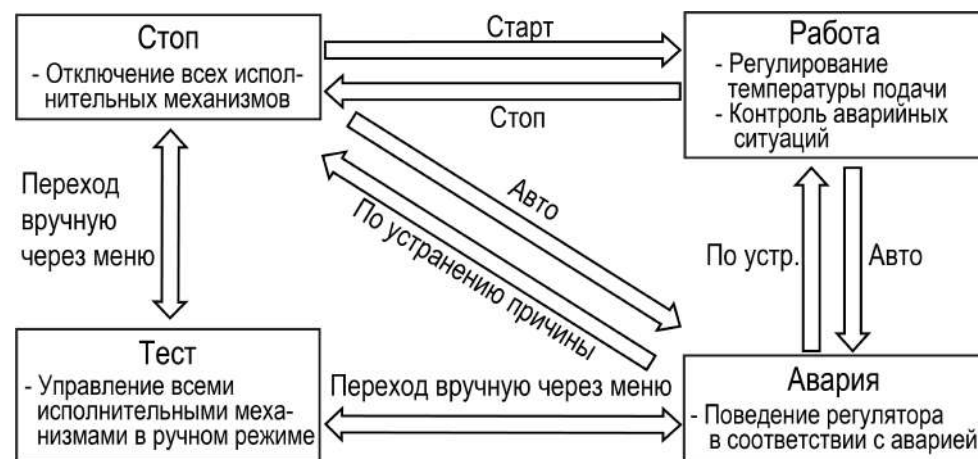 Стоп
- Отключение всех испол-
нительных механизмов
Старт
Стоп
Работа
- Регулирование
температуры подачи
- Контроль аварийных
ситуаций
Переход
вручную
через меню
Авто
По устранению причины
По устр.
Авто
Тест
- Управление всеми
исполнительными меха-
низмами в ручном режиме
Переход вручную через меню
Авария
- Поведение регулятора
в соответствии с аварией